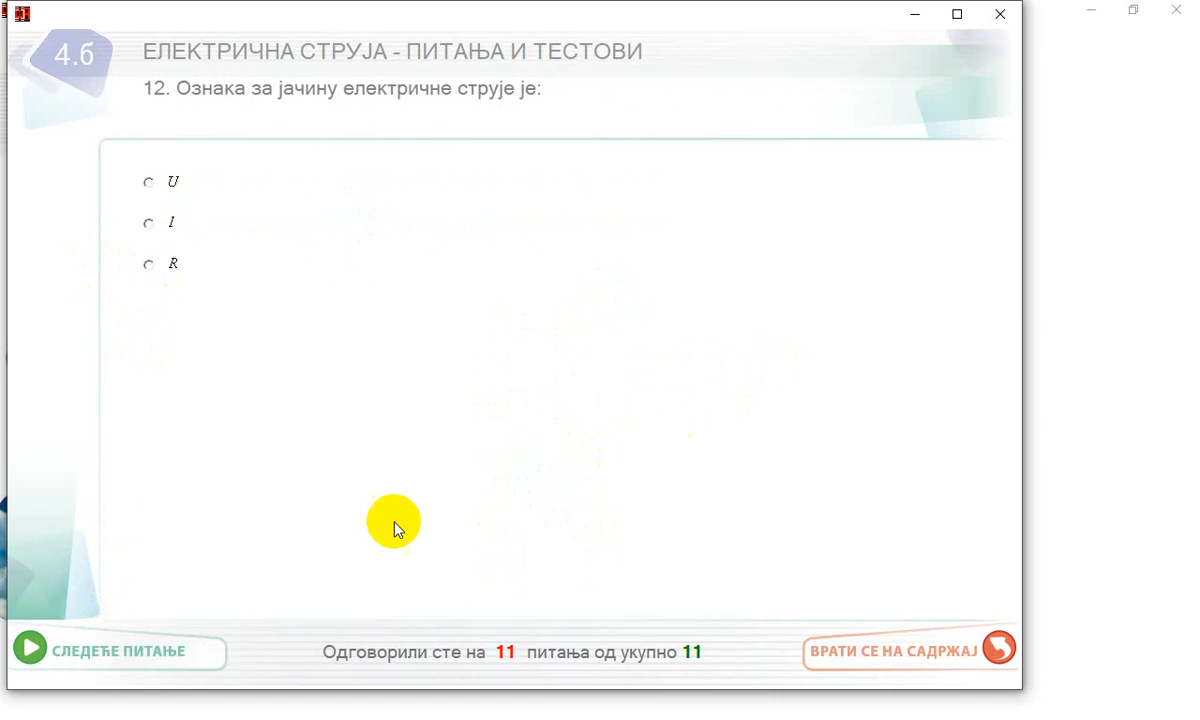 4.б
ЕЛЕКТРИЧНА СТРУЈА - ПИТАЊА И ТЕСТОВИ
12. Ознака за јачину електричне струје је:
U
I
R
СЛЕДЕЋЕ ПИТАЊЕ
Одговорили сте на 11 питања од укупно 11
ВРАТИ СЕ НА САДРЖАЈ